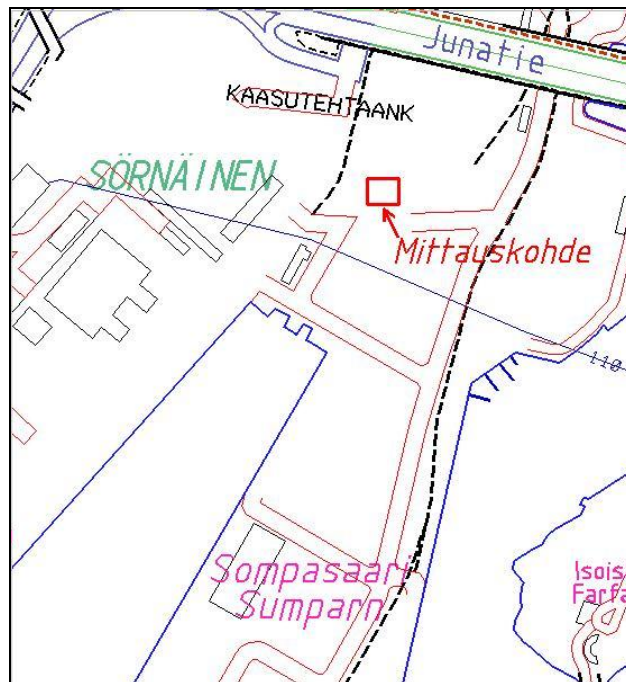 Junatie
KAASUTEHTAANK
SÖRNÄINEN
Mittauskohde
110
Sompasaari
Sumparn
Isois
Farfa